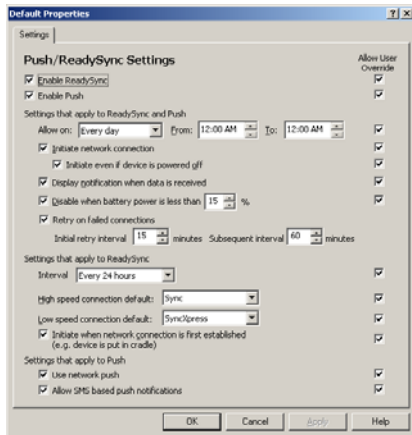 Default Properties
Settings
Push/ReadySync Settings
Allow User
Override
Enable ReadySync
Enable Push
Settings that apply to ReadySync and Push
Allow on: Every day From: 12:00 AM To: 12:00 AM
Initiate network connection
Initiate even if device is powered off
Display notification when data is received
Disable when battery power is less than 15 %
Retry on failed connections
Initial retry interval 15 minutes Subsequent interval 60 minutes
Settings that apply to ReadySync
Interval Every 24 hours
High speed connection default: Sync
Low speed connection default: SyncXpress
Initiate when network connection is first established
(e.g. device is put in cradle)
Settings that apply to Push
Use network push
Allow SMS based push notifications
OK Cancel Apply Help